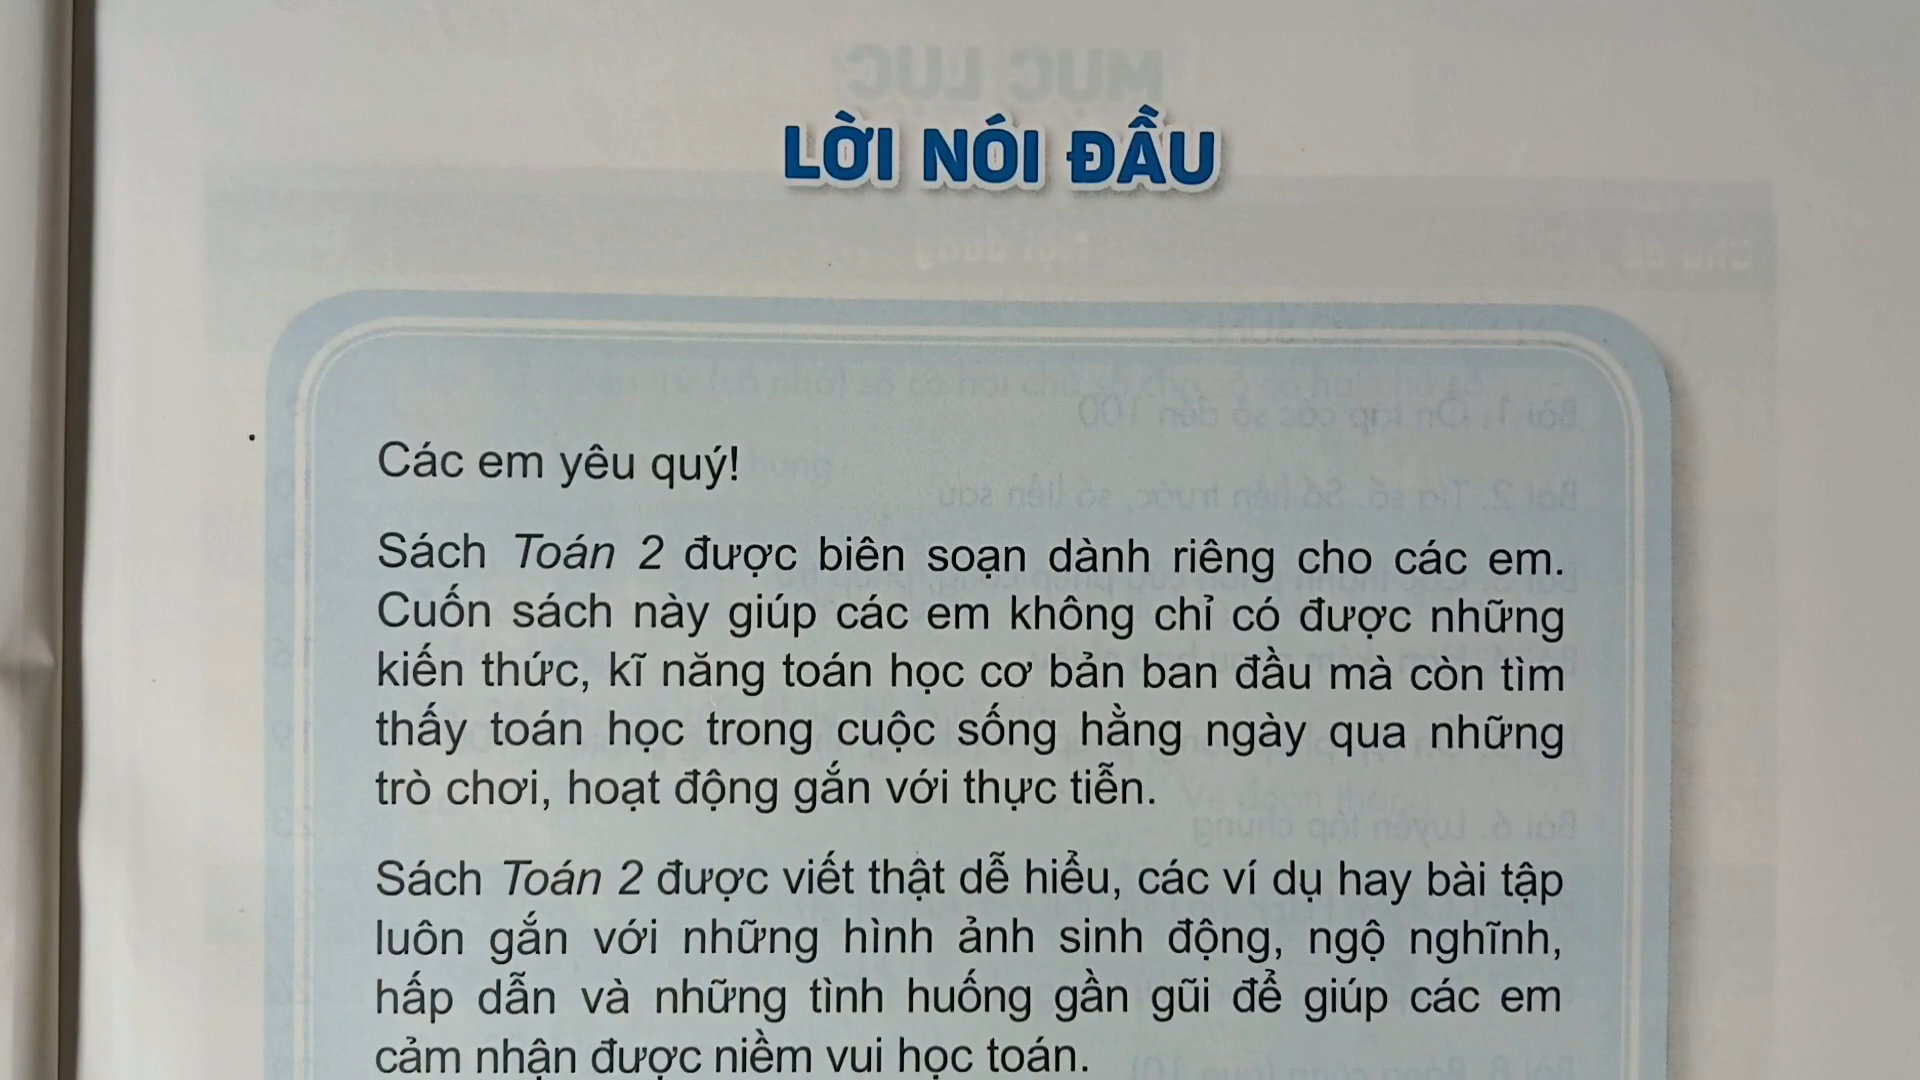 LỜI NÓI ĐẦU
Các em yêu quý!
Sách Toán 2 được biên soạn dành riêng cho các em.
Cuốn sách này giúp các em không chỉ có được những
kiến thức, kĩ năng toán học cơ bản ban đầu mà còn tìm
thấy toán học trong cuộc sống hằng ngày qua những
trò chơi, hoạt động gắn với thực tiễn.
Sách Toán 2 được viết thật dễ hiểu, các ví dụ hay bài tập
luôn gắn với những hình ảnh sinh động, ngộ nghĩnh,
hấp dẫn và những tình huống gần gũi để giúp các em
cảm nhận được niềm vui học toán.